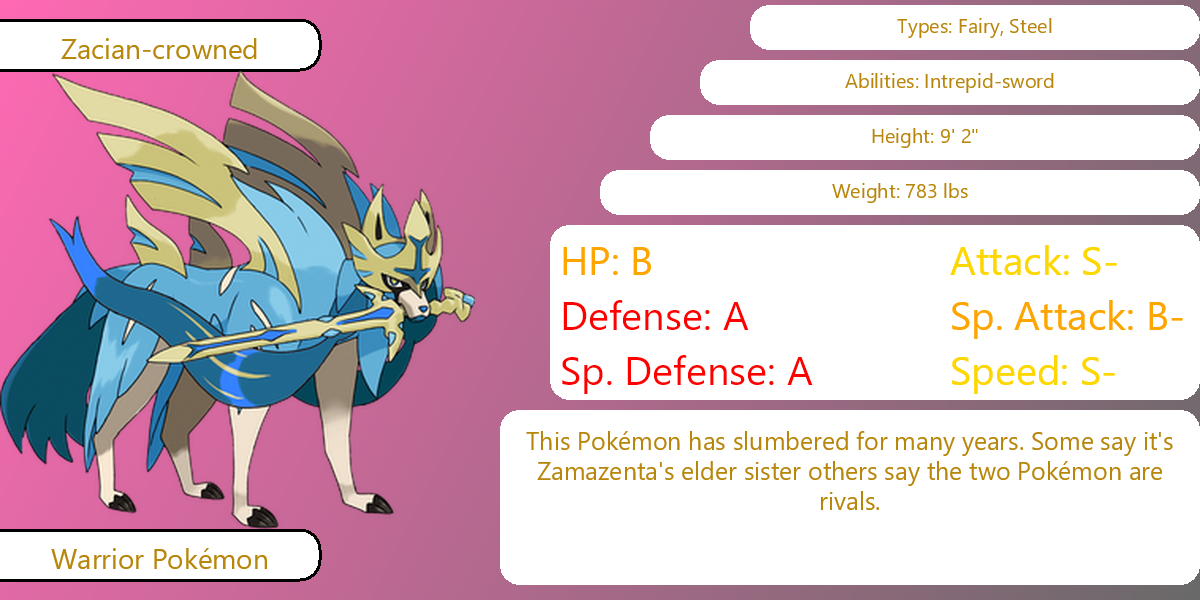 Zacian-crowned
Types: Fairy, Steel
Abilities: Intrepid-sword
Height: 9' 2"
Weight: 783 lbs
HP: B
Attack: S-
Defense: A
Sp. Attack: B-
Sp. Defense: A
Speed: S-
This Pokémon has slumbered for many years. Some say it's
Zamazenta's elder sister others say the two Pokémon are
rivals.
Warrior Pokémon